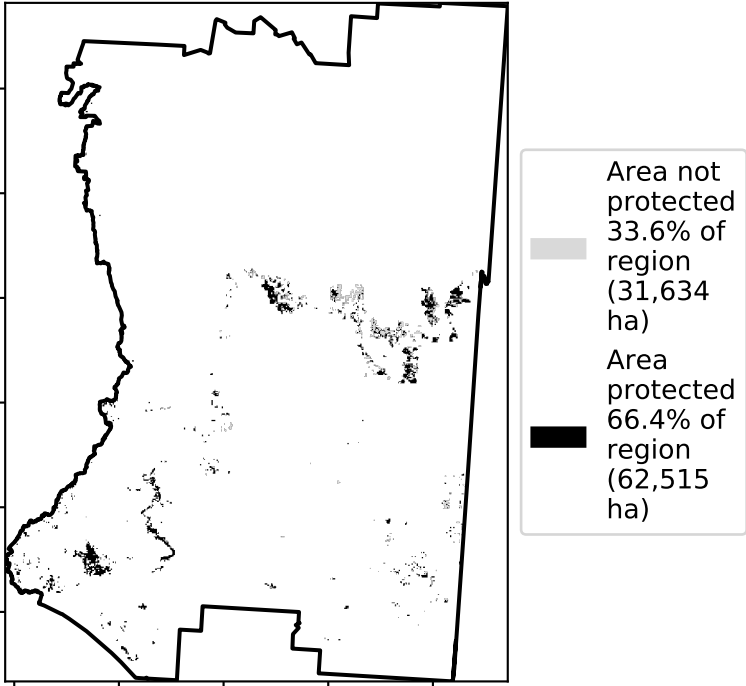 Area not
protected
33.6% of
region
(31,634
ha)
Area
protected
66.4% of
region
(62,515
ha)